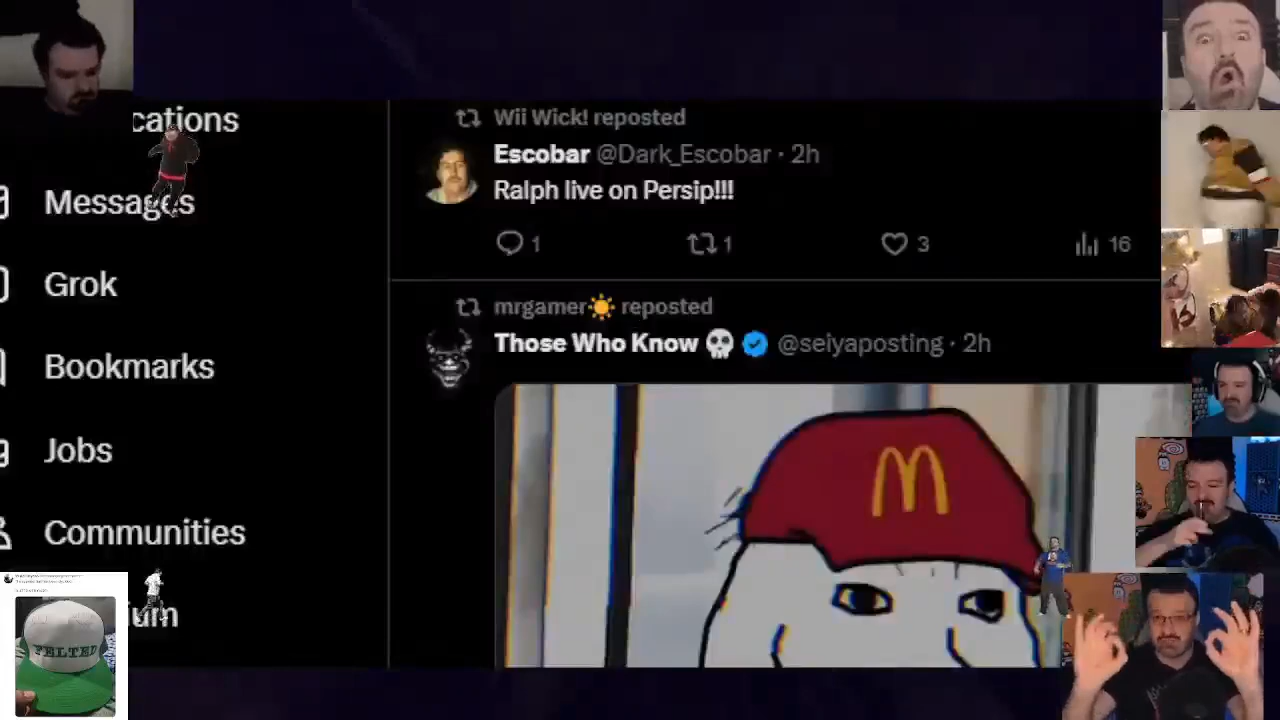 cations
Messages
Grok
Bookmarks
Jobs
Communities
ium
Wii Wick! reposted
Escobar @Dark_Escobar · 2h
Ralph live on Persip!!!
1 1 3 16
mrgamer☀️ reposted
Those Who Know 💀 @seiyaposting · 2h
FELTED